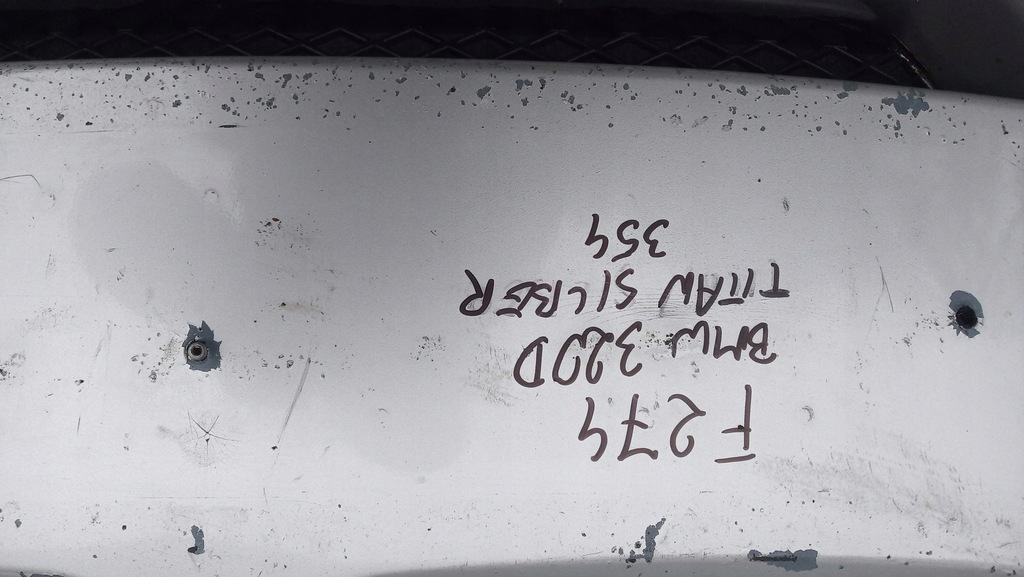 F274
BMW 320D
TITAN SILBER
354